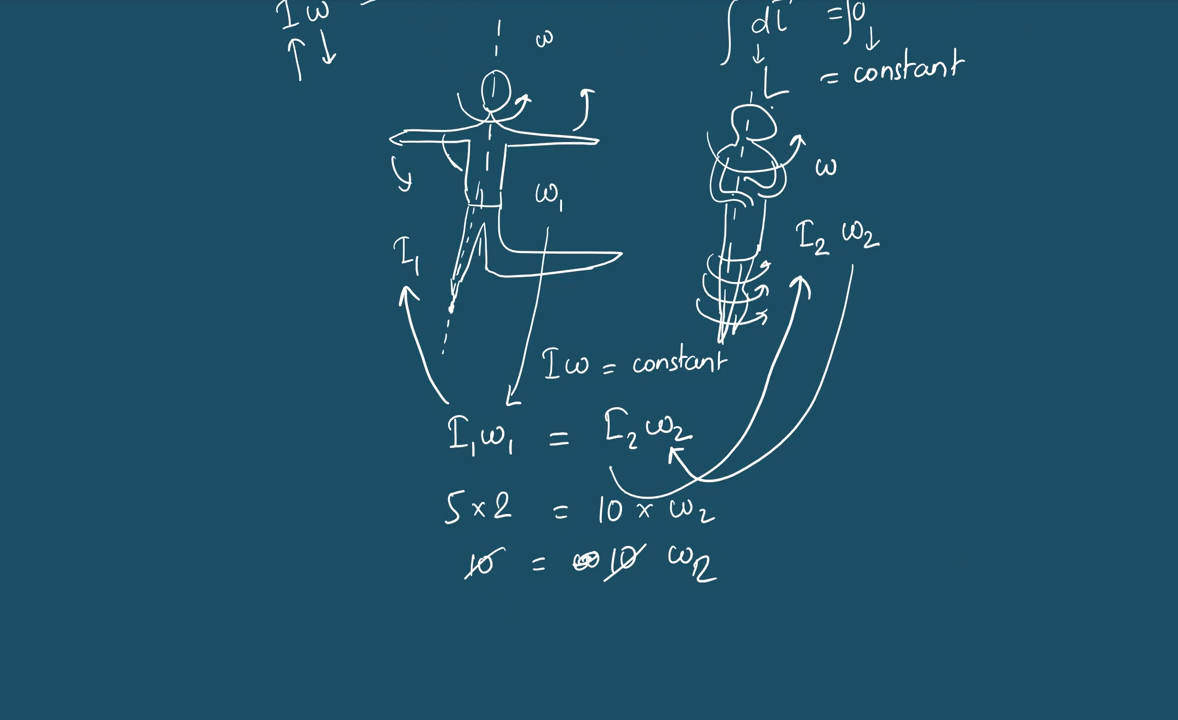 Iω
∫ dL = ∫0
ω
L = constant
ω
ω₁
I₁
I₂ ω₂
Iω = constant
I₁ω₁ = I₂ω₂
5 × 2 = 10 × ω₂
10 = 10 ω₂